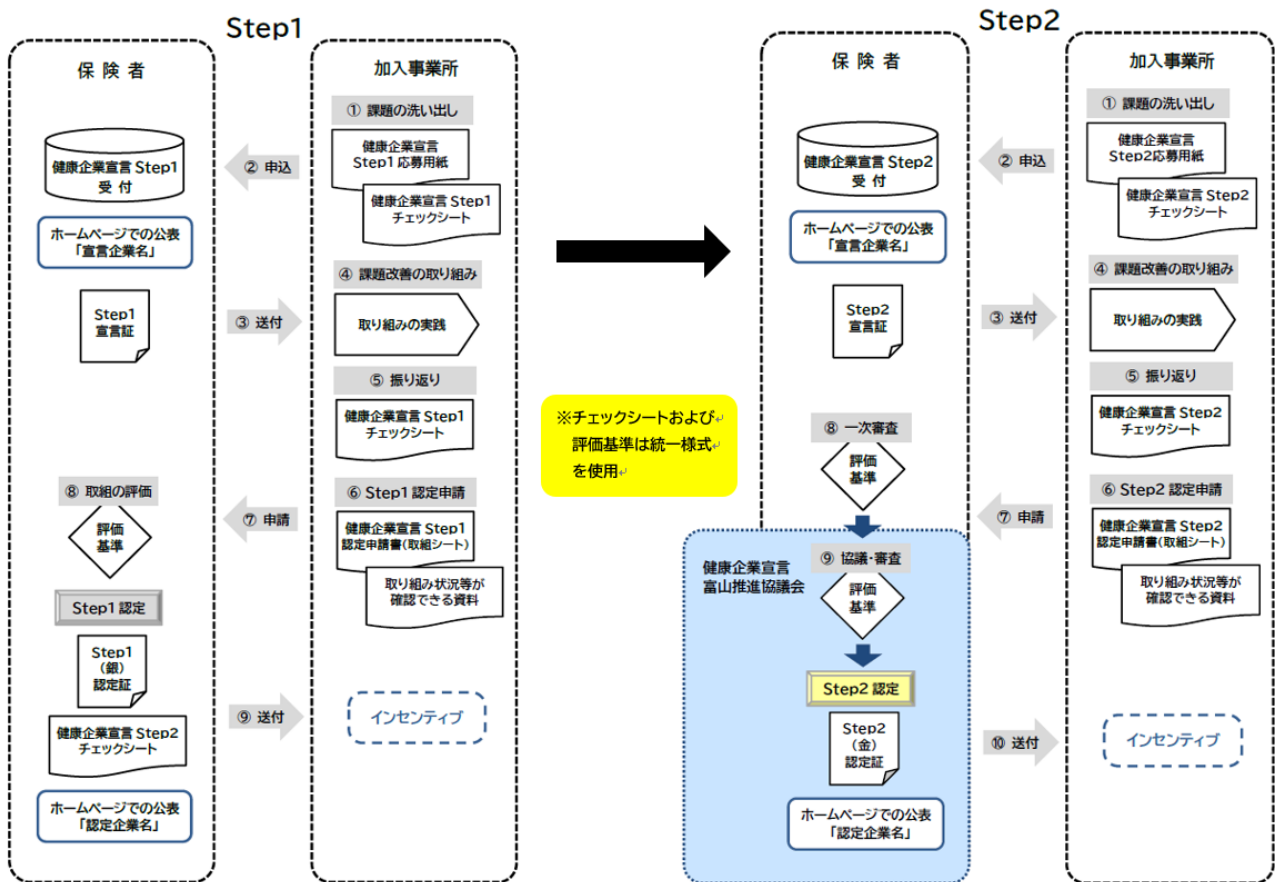 Step1
保険者
加入事業所
① 課題の洗い出し
健康企業宣言
Step1 応募用紙
健康企業宣言 Step1
チェックシート
② 申込
健康企業宣言 Step1
受 付
ホームページでの公表
「宣言企業名」
Step1
宣言証
③ 送付
④ 課題改善の取り組み
取り組みの実践
⑤ 振り返り
健康企業宣言 Step1
チェックシート
⑥ Step1 認定申請
健康企業宣言 Step1
認定申請書(取組シート)
取り組み状況等が
確認できる資料
⑦ 申請
⑧ 取組の評価
評価
基準
Step1 認定
Step1
(銀)
認定証
健康企業宣言 Step2
チェックシート
⑨ 送付
インセンティブ
ホームページでの公表
「認定企業名」
※チェックシートおよび
評価基準は統一様式
を使用
Step2
保険者
加入事業所
① 課題の洗い出し
健康企業宣言
Step2応募用紙
健康企業宣言 Step2
チェックシート
② 申込
健康企業宣言 Step2
受 付
ホームページでの公表
「宣言企業名」
Step2
宣言証
③ 送付
④ 課題改善の取り組み
取り組みの実践
⑤ 振り返り
健康企業宣言 Step2
チェックシート
⑥ Step2 認定申請
健康企業宣言 Step2
認定申請書(取組シート)
取り組み状況等が
確認できる資料
⑦ 申請
⑧ 一次審査
評価
基準
健康企業宣言
富山推進協議会
⑨ 協議・審査
評価
基準
Step2 認定
Step2
(金)
認定証
⑩ 送付
インセンティブ
ホームページでの公表
「認定企業名」